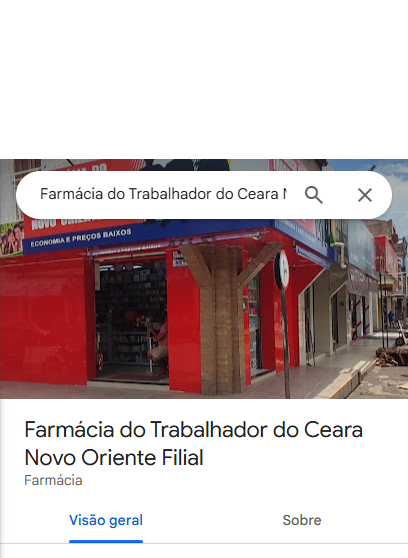 Farmácia do Trabalhador do Ceara N
DO
NOVO
ECONOMIA E PREÇOS BAIXOS
Farmácia do Trabalhador do Ceara
Novo Oriente Filial
Farmácia
Visão geral
Sobre